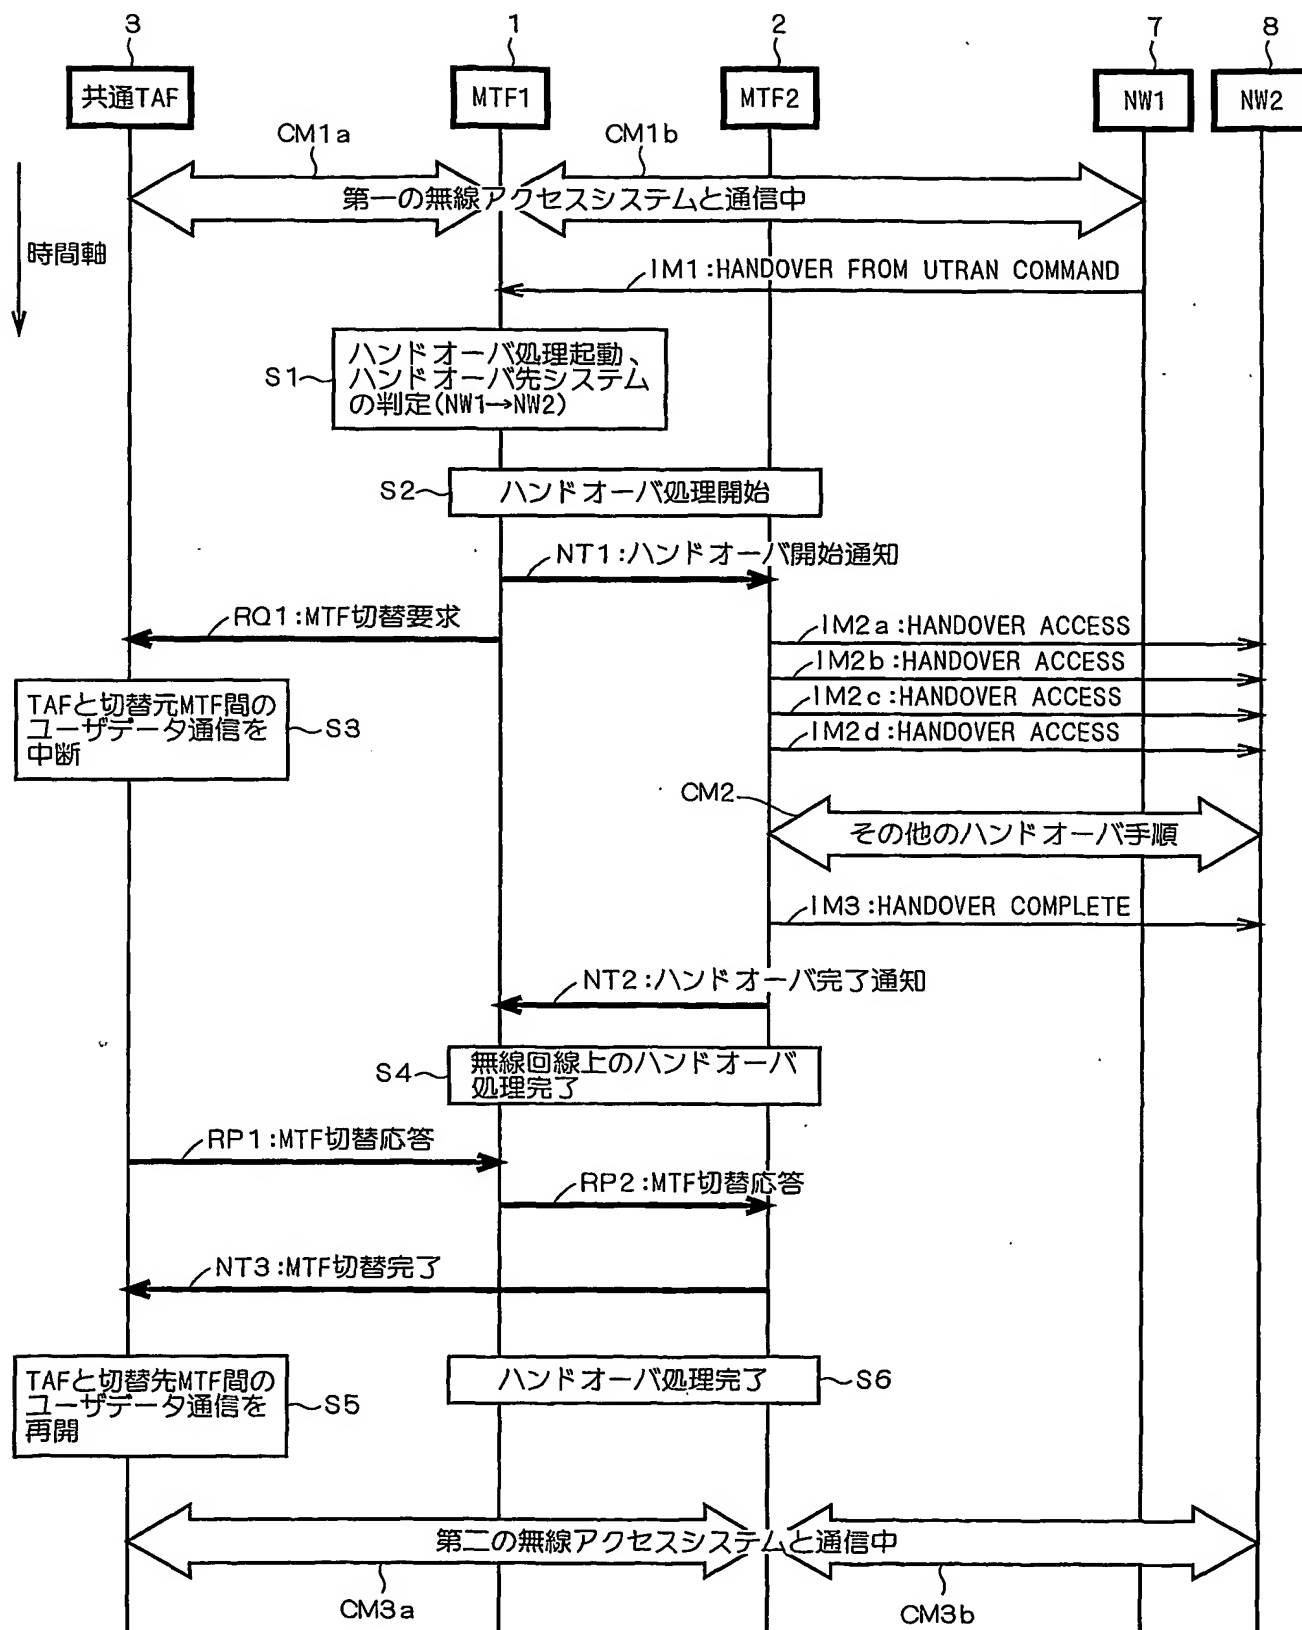 3
1
2
7
8
共通TAF
MTF1
MTF2
NW1
NW2
CM1a
CM1b
第一の無線アクセスシステムと通信中
時間軸
IM1:HANDOVER FROM UTRAN COMMAND
S1
ハンドオーバ処理起動、
ハンドオーバ先システム
の判定(NW1→NW2)
S2
ハンドオーバ処理開始
NT1:ハンドオーバ開始通知
RQ1:MTF切替要求
IM2a:HANDOVER ACCESS
IM2b:HANDOVER ACCESS
IM2c:HANDOVER ACCESS
IM2d:HANDOVER ACCESS
TAFと切替元MTF間の
ユーザデータ通信を
中断
S3
CM2
その他のハンドオーバ手順
IM3:HANDOVER COMPLETE
NT2:ハンドオーバ完了通知
S4
無線回線上のハンドオーバ
処理完了
RP1:MTF切替応答
RP2:MTF切替応答
NT3:MTF切替完了
TAFと切替先MTF間の
ユーザデータ通信を
再開
S5
ハンドオーバ処理完了
S6
第二の無線アクセスシステムと通信中
CM3a
CM3b